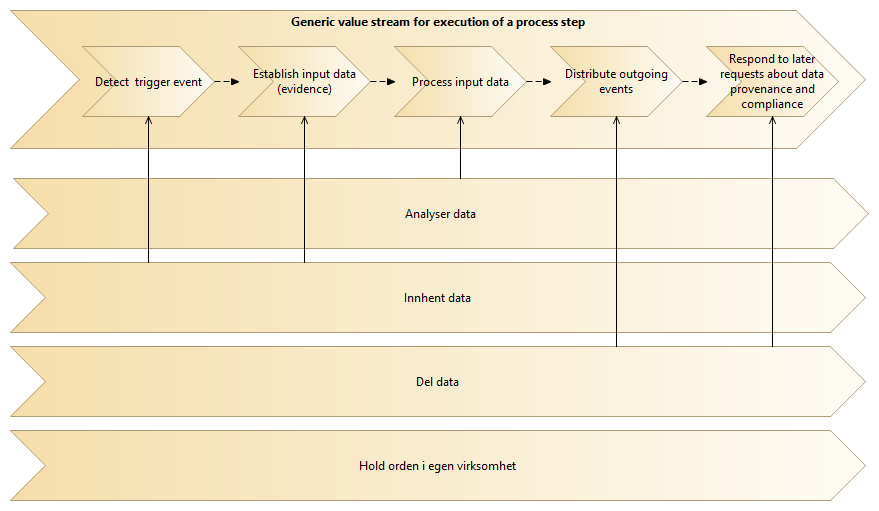 Generic value stream for execution of a process step
Detect  trigger event
Establish input data
(evidence)
Process input data
Distribute outgoing
events
Respond to later
requests about data
provenance and
compliance
Analyser data
Innhent data
Del data
Hold orden i egen virksomhet